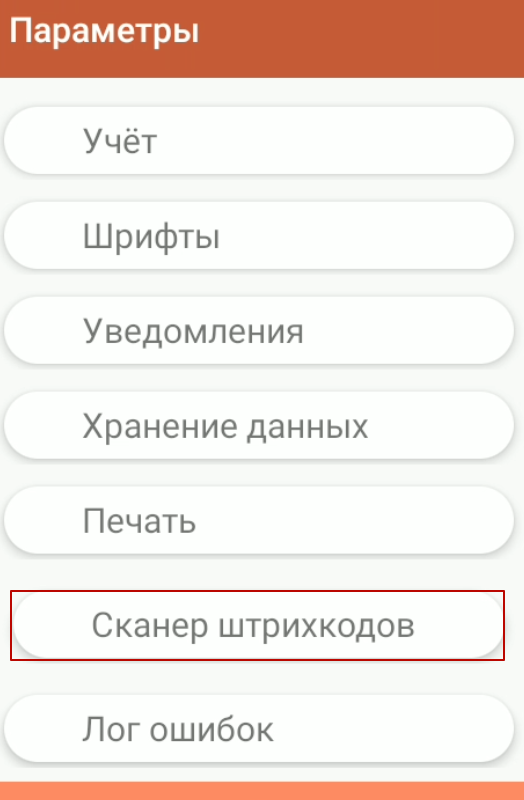 Параметры
Учёт
Шрифты
Уведомления
Хранение данных
Печать
Сканер штрихкодов
Лог ошибок